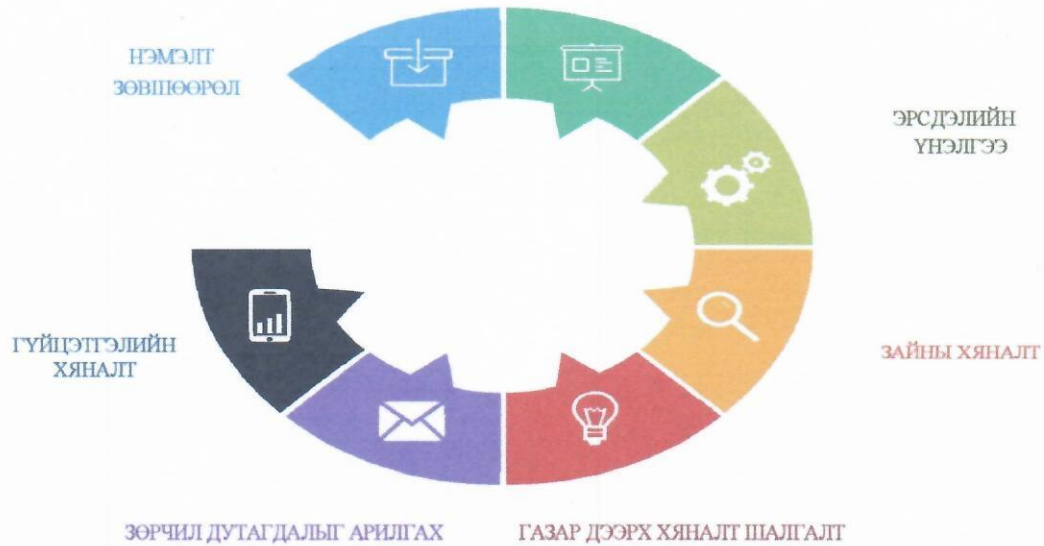 НЭМЭЛТ
ЗӨВШӨӨРӨЛ
ЭРСДЭЛИЙН
ҮНЭЛГЭЭ
ГҮЙЦЭТГЭЛИЙН
ХЯНАЛТ
ЗАЙНЫ ХЯНАЛТ
ЗӨРЧИЛ ДУТАГДАЛЫГ АРИЛГАХ
ГАЗАР ДЭЭРХ ХЯНАЛТ ШАЛГАЛТ